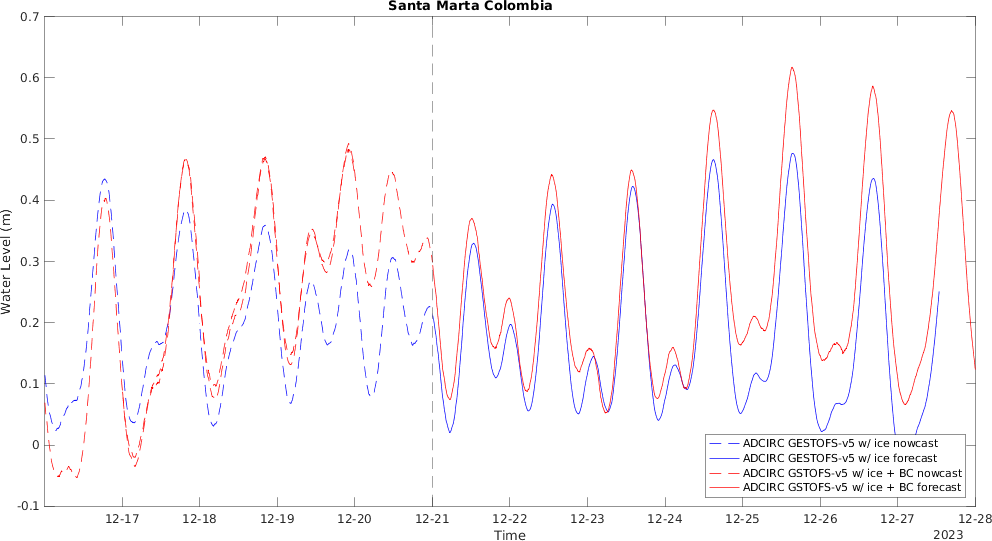 Santa Marta Colombia
0.7
0.6
0.5
0.4
0.3
0.2
0.1
0
-0.1
Water Level (m)
ADCIRC GESTOFS-v5 w/ ice nowcast
ADCIRC GESTOFS-v5 w/ ice forecast
ADCIRC GSTOFS-v5 w/ ice + BC nowcast
ADCIRC GSTOFS-v5 w/ ice + BC forecast
12-17 12-18 12-19 12-20 12-21 12-22 12-23 12-24 12-25 12-26 12-27 12-28
Time
2023